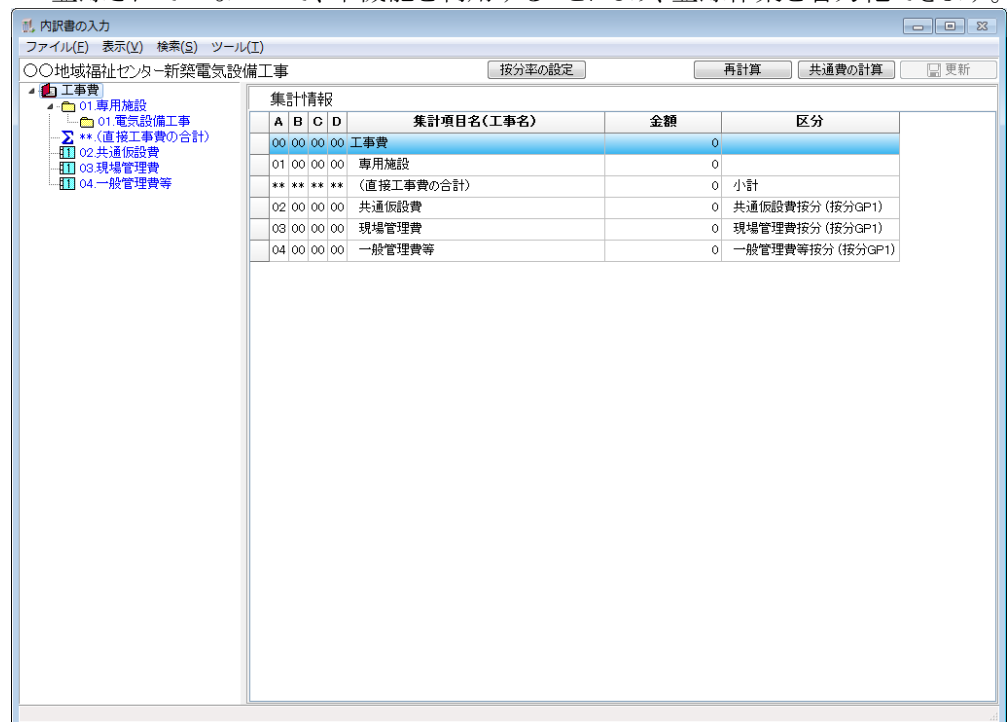 内訳書の入力
ファイル(F) 表示(V) 検索(S) ツール(T)
○○地域福祉センター新築電気設備工事 按分率の設定 再計算 共通費の計算 更新
工事費
01.専用施設
01.電気設備工事
**.(直接工事費の合計)
02.共通仮設費
03.現場管理費
04.一般管理費等
集計情報
A B C D 集計項目名(工事名) 金額 区分
00 00 00 00 工事費 0
01 00 00 00 専用施設 0
** ** ** ** (直接工事費の合計) 0 小計
02 00 00 00 共通仮設費 0 共通仮設費按分(按分GP1)
03 00 00 00 現場管理費 0 現場管理費按分(按分GP1)
04 00 00 00 一般管理費等 0 一般管理費等按分(按分GP1)